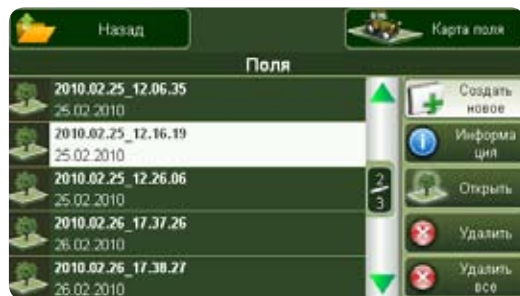 Назад
Карта поля
Поля
2010.02.25_12.06.35
25.02.2010
2010.02.25_12.16.19
25.02.2010
2010.02.25_12.26.06
25.02.2010
2010.02.26_17.37.26
26.02.2010
2010.02.26_17.38.27
26.02.2010
2
3
Создать
новое
Информа
ция
Открыть
Удалить
Удалить
все